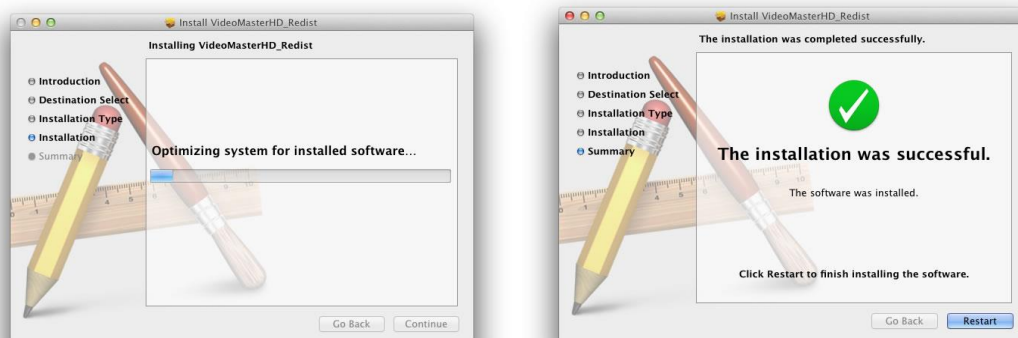 Install VideoMasterHD_Redist
Installing VideoMasterHD_Redist
Introduction
Destination Select
Installation Type
Installation
Summary
Optimizing system for installed software...
Go Back
Continue
Install VideoMasterHD_Redist
The installation was completed successfully.
Introduction
Destination Select
Installation Type
Installation
Summary
The installation was successful.
The software was installed.
Click Restart to finish installing the software.
Go Back
Restart